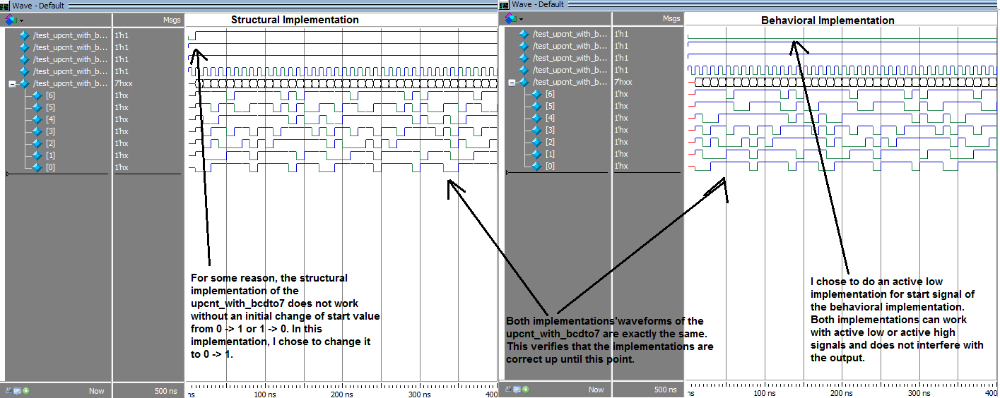 Wave - Default
Msgs
Structural Implementation
/test_upcnt_with_b... 1'h1
/test_upcnt_with_b... 1'h1
/test_upcnt_with_b... 1'h1
/test_upcnt_with_b... 1'h1
/test_upcnt_with_b... 7'hxx
[6] 1'hx
[5] 1'hx
[4] 1'hx
[3] 1'hx
[2] 1'hx
[1] 1'hx
[0] 1'hx
For some reason, the structural
implementation of the
upcnt_with_bcdto7 does not work
without an initial change of start value
from 0 -> 1 or 1 -> 0. In this
implementation, I chose to change it
to 0 -> 1.
Now 500 ns
ns 100 ns 200 ns 300 ns 400
Wave - Default
Msgs
Behavioral Implementation
/test_upcnt_with_b... 1'h1
/test_upcnt_with_b... 1'h1
/test_upcnt_with_b... 1'h1
/test_upcnt_with_b... 1'h1
/test_upcnt_with_b... 7'hxx
[6] 1'hx
[5] 1'hx
[4] 1'hx
[3] 1'hx
[2] 1'hx
[1] 1'hx
[0] 1'hx
Both implementations'waveforms of the
upcnt_with_bcdto7 are exactly the same.
This verifies that the implementations are
correct up until this point.
I chose to do an active low
implementation for start signal of
the behavioral implementation.
Both implementations can work
with active low or active high
signals and does not interfere with
the output.
Now 500 ns
ns 100 ns 200 ns 300 ns 400